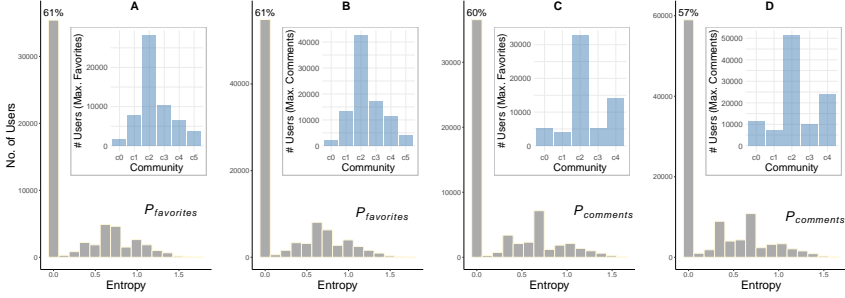 A
61%
No. of Users
30000
20000
10000
0
0.0 0.5 1.0 1.5
Entropy
# Users (Max. Favorites)
20000
10000
0
c0 c1 c2 c3 c4 c5
Community
P favorites
B
61%
40000
20000
0
0.0 0.5 1.0 1.5
Entropy
# Users (Max. Comments)
40000
30000
20000
10000
0
c0 c1 c2 c3 c4 c5
Community
P favorites
C
60%
30000
20000
10000
0
0.0 0.5 1.0 1.5
Entropy
# Users (Max. Favorites)
30000
20000
10000
0
c0 c1 c2 c3 c4
Community
P comments
D
57%
60000
40000
20000
0
0.0 0.5 1.0 1.5
Entropy
# Users (Max. Comments)
50000
40000
30000
20000
10000
0
c0 c1 c2 c3 c4
Community
P comments